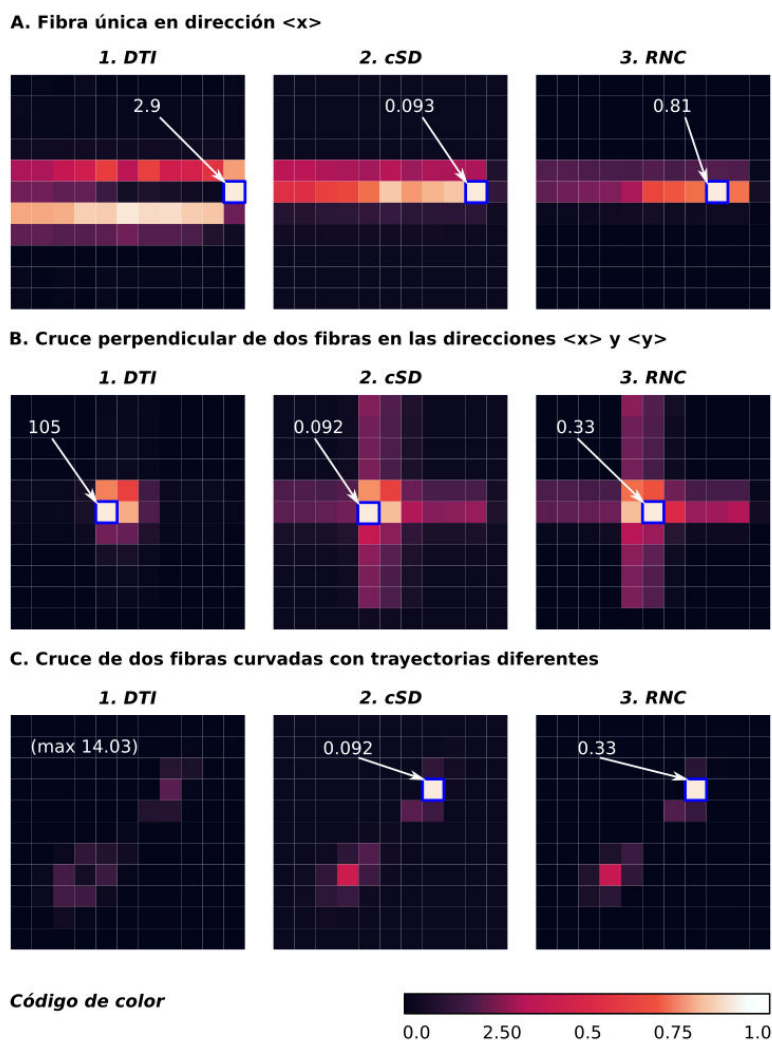 A. Fibra única en dirección <x>
1. DTI 2. cSD 3. RNC
2.9 0.093 0.81
B. Cruce perpendicular de dos fibras en las direcciones <x> y <y>
1. DTI 2. cSD 3. RNC
105 0.092 0.33
C. Cruce de dos fibras curvadas con trayectorias diferentes
1. DTI 2. cSD 3. RNC
(max 14.03) 0.092 0.33
Código de color
0.0 2.50 0.5 0.75 1.0